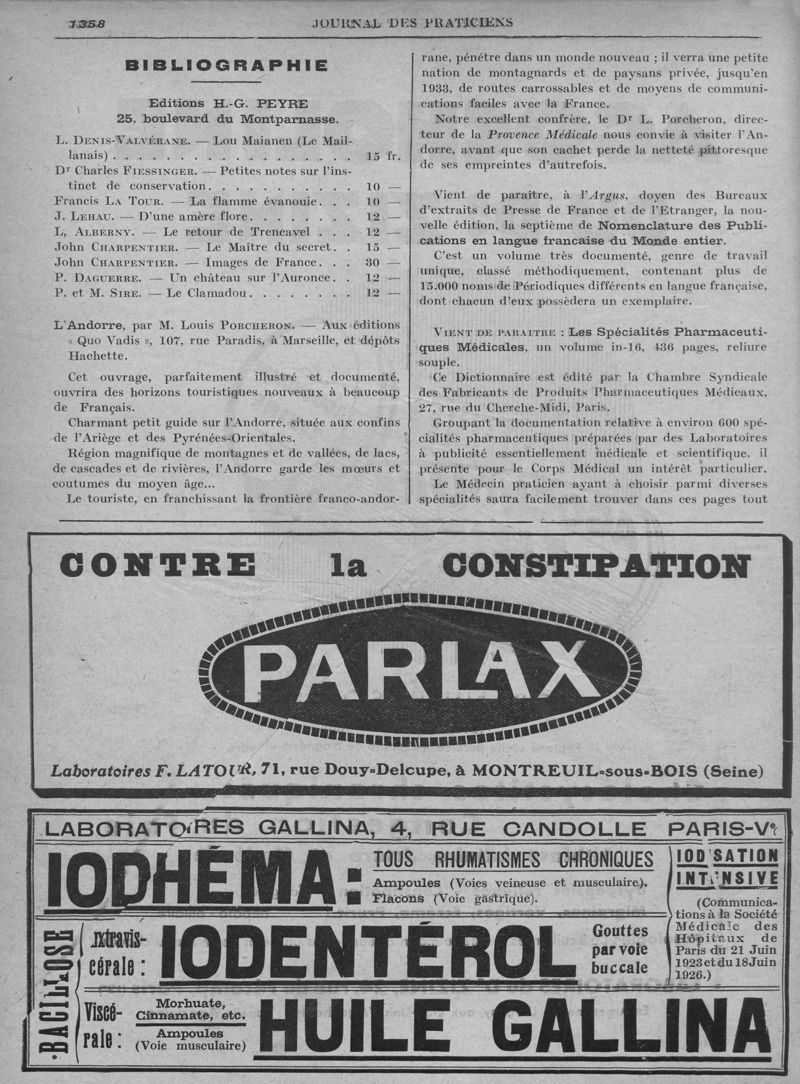 1358
JOURNAL DES PRATICIENS
BIBLIOGRAPHIE
Editions H.-G. PEYRE
25, boulevard du Montparnasse.
L. DENIS-VALVÉRANE. — Lou Maianen (Le Mail-
lanais) . . . . . . . . . . . . . . . . . . 15 fr.
Dr Charles FIESSINGER. — Petites notes sur l'ins-
tinct de conservation. . . . . . . . . . . 10 —
Francis LA TOUR. — La flamme évanouie. . . 10 —
J. LEHAU. — D'une amère flore. . . . . . . . 12 —
L, ALBERNY. — Le retour de Trencavel . . . 12 —
John CHARPENTIER. — Le Maître du secret. . 15 —
John CHARPENTIER. — Images de France. . . 30 —
P. DAGUERRE. — Un château sur l'Auronce. . 12 —
P. et M. SIRE. — Le Clamadou. . . . . . . . 12 —
L'Andorre, par M. Louis PORCHERON. — Aux éditions
« Quo Vadis », 107, rue Paradis, à Marseille, et dépôts
Hachette.
Cet ouvrage, parfaitement illustré et documenté,
ouvrira des horizons touristiques nouveaux à beaucoup
de Français.
Charmant petit guide sur l'Andorre, située aux confins
de l'Ariège et des Pyrénées-Orientales.
Région magnifique de montagnes et de vallées, de lacs,
de cascades et de rivières, l'Andorre garde les mœurs et
coutumes du moyen âge...
Le touriste, en franchissant la frontière franco-andor-
rane, pénétre dans un monde nouveau ; il verra une petite
nation de montagnards et de paysans privée, jusqu'en
1933, de routes carrossables et de moyens de communi-
cations faciles avec la France.
Notre excellent confrère, le Dr L. Porcheron, direc-
teur de la Provence Médicale nous convie à visiter l'An-
dorre, avant que son cachet perde la netteté pittoresque
de ses empreintes d'autrefois.
Vient de paraître, à l'Argus, doyen des Bureaux
d'extraits de Presse de France et de l'Etranger, la nou-
velle édition, la septième de Nomenclature des Publi-
cations en langue francaise du Monde entier.
C'est un volume très documenté, genre de travail
unique, classé méthodiquement, contenant plus de
15.000 noms de Périodiques différents en langue française,
dont chacun d'eux possèdera un exemplaire.
VIENT DE PARAITRE : Les Spécialités Pharmaceuti-
ques Médicales, un volume in-16, 436 pages, reliure
souple.
Ce Dictionnaire est édité par la Chambre Syndicale
des Fabricants de Produits Pharmaceutiques Médicaux,
27, rue du Cherche-Midi, Paris.
Groupant la documentation relative à environ 600 spé-
cialités pharmaceutiques préparées par des Laboratoires
à publicité essentiellement médicale et scientifique, il
présente pour le Corps Médical un intérêt particulier.
Le Médecin praticien ayant à choisir parmi diverses
spécialités saura facilement trouver dans ces pages tout
CONTRE la CONSTIPATION
PARLAX
Laboratoires F. LATOUR, 71, rue Douy-Delcupe, à MONTREUIL-sous-BOIS (Seine)
LABORATOIRES GALLINA, 4, RUE CANDOLLE PARIS-Ve
IODHÉMA :
TOUS RHUMATISMES CHRONIQUES
Ampoules (Voies veineuse et musculaire).
Flacons (Voie gastrique).
IODISATION
INTENSIVE
(Communica-
tions à la Société
Médicale des
Hôpitaux de
Paris du 21 Juin
1923 et du 18 Juin
1926.)
BACILLOSE
Extravis-
cérale :
IODENTÉROL
Gouttes
par voie
buccale
Viscé-
rale :
Morhuate,
Cinnamate, etc.
Ampoules
(Voie musculaire)
HUILE GALLINA